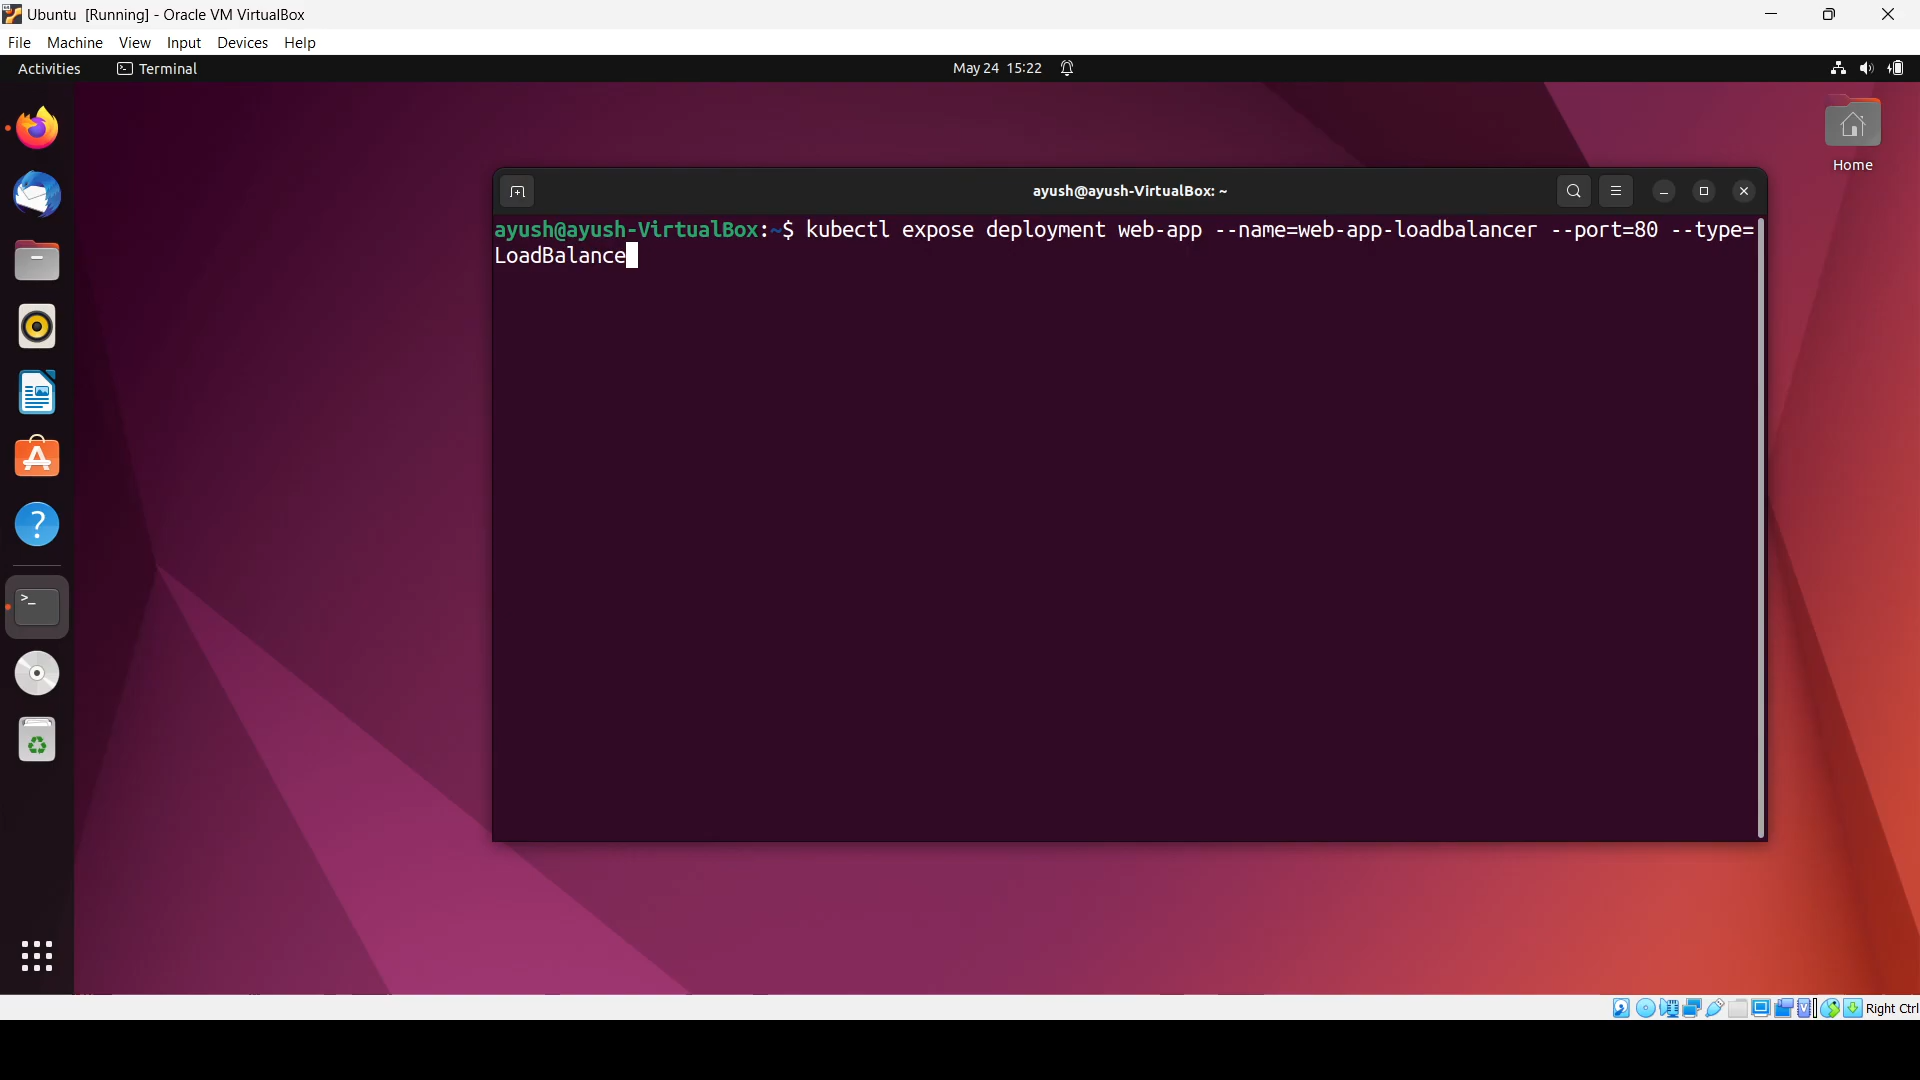 Ubuntu [Running] - Oracle VM VirtualBox
File Machine View Input Devices Help
Activities Terminal May 24 15:22
Home
ayush@ayush-VirtualBox: ~
ayush@ayush-VirtualBox:~$ kubectl expose deployment web-app --name=web-app-loadbalancer --port=80 --type=
LoadBalance
Right Ctrl